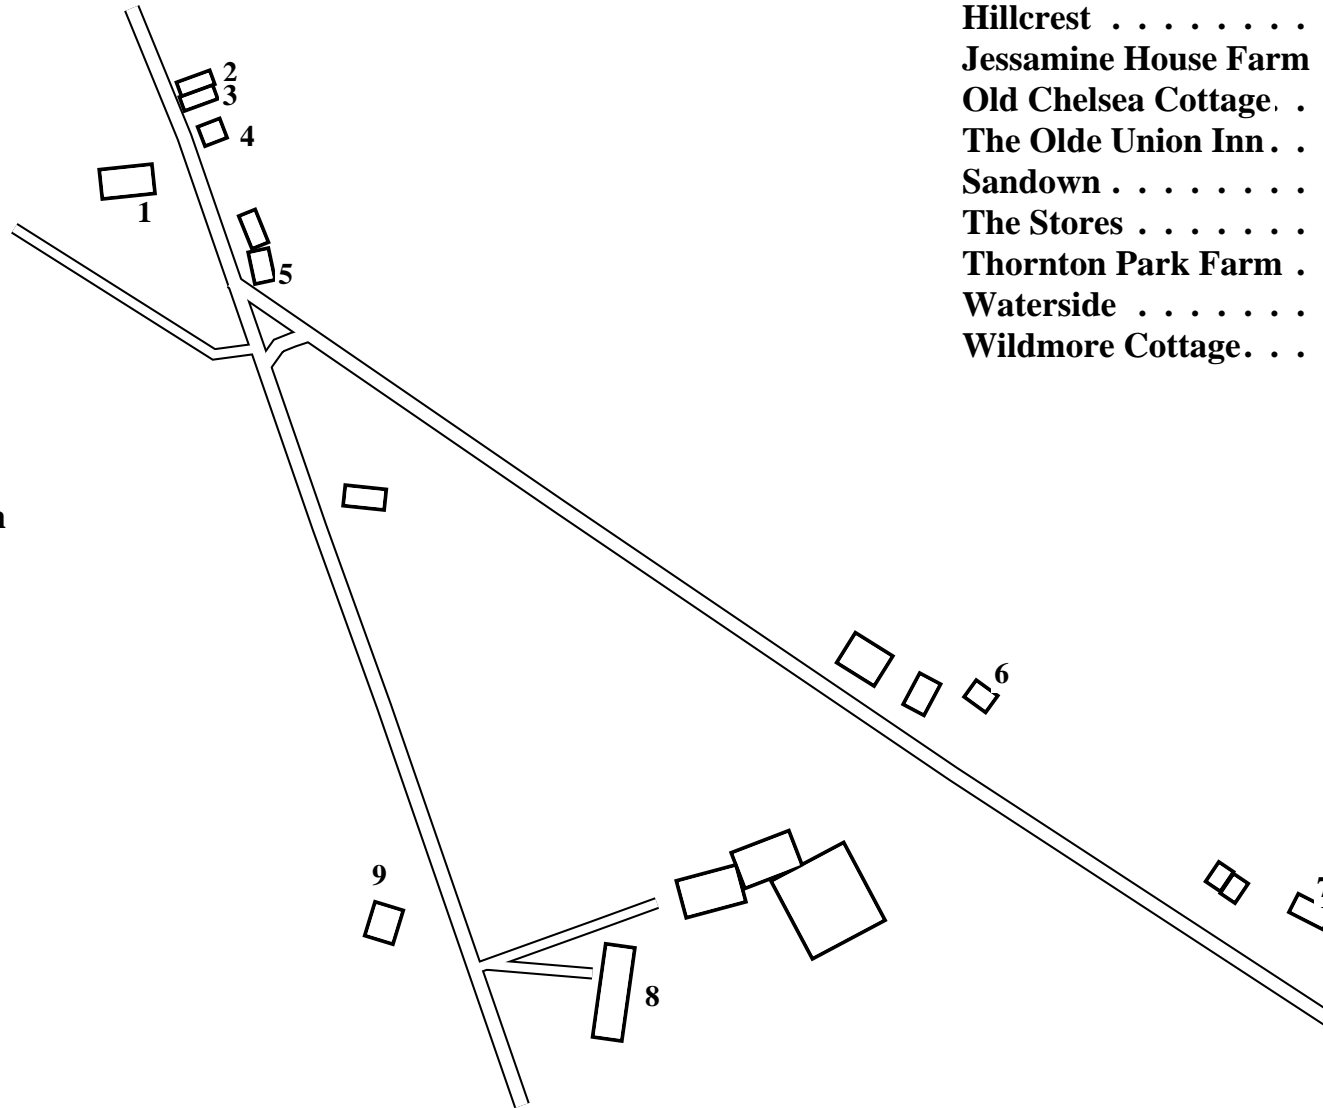 Hillcrest . . . . . . . .
Jessamine House Farm
Old Chelsea Cottage. .
The Olde Union Inn. .
Sandown . . . . . . . .
The Stores . . . . . . .
Thornton Park Farm .
Waterside . . . . . . .
Wildmore Cottage. . .
2
3
4
1
5
6
7
9
8